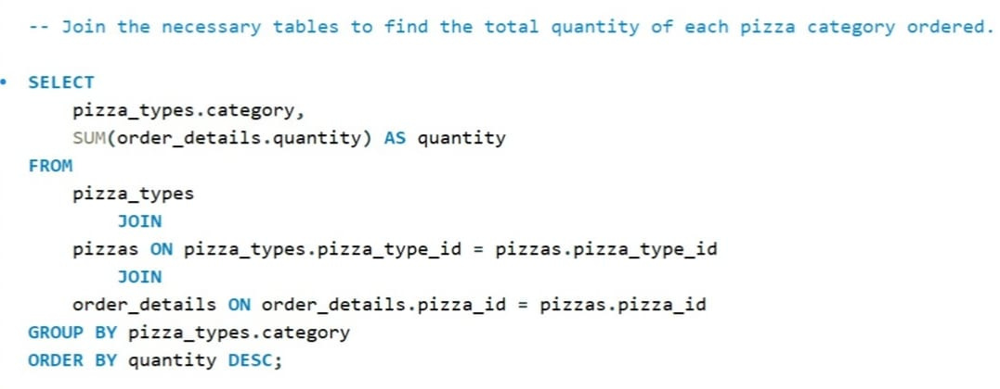 -- Join the necessary tables to find the total quantity of each pizza category ordered.
SELECT
pizza_types.category,
SUM(order_details.quantity) AS quantity
FROM
pizza_types
JOIN
pizzas ON pizza_types.pizza_type_id = pizzas.pizza_type_id
JOIN
order_details ON order_details.pizza_id = pizzas.pizza_id
GROUP BY pizza_types.category
ORDER BY quantity DESC;